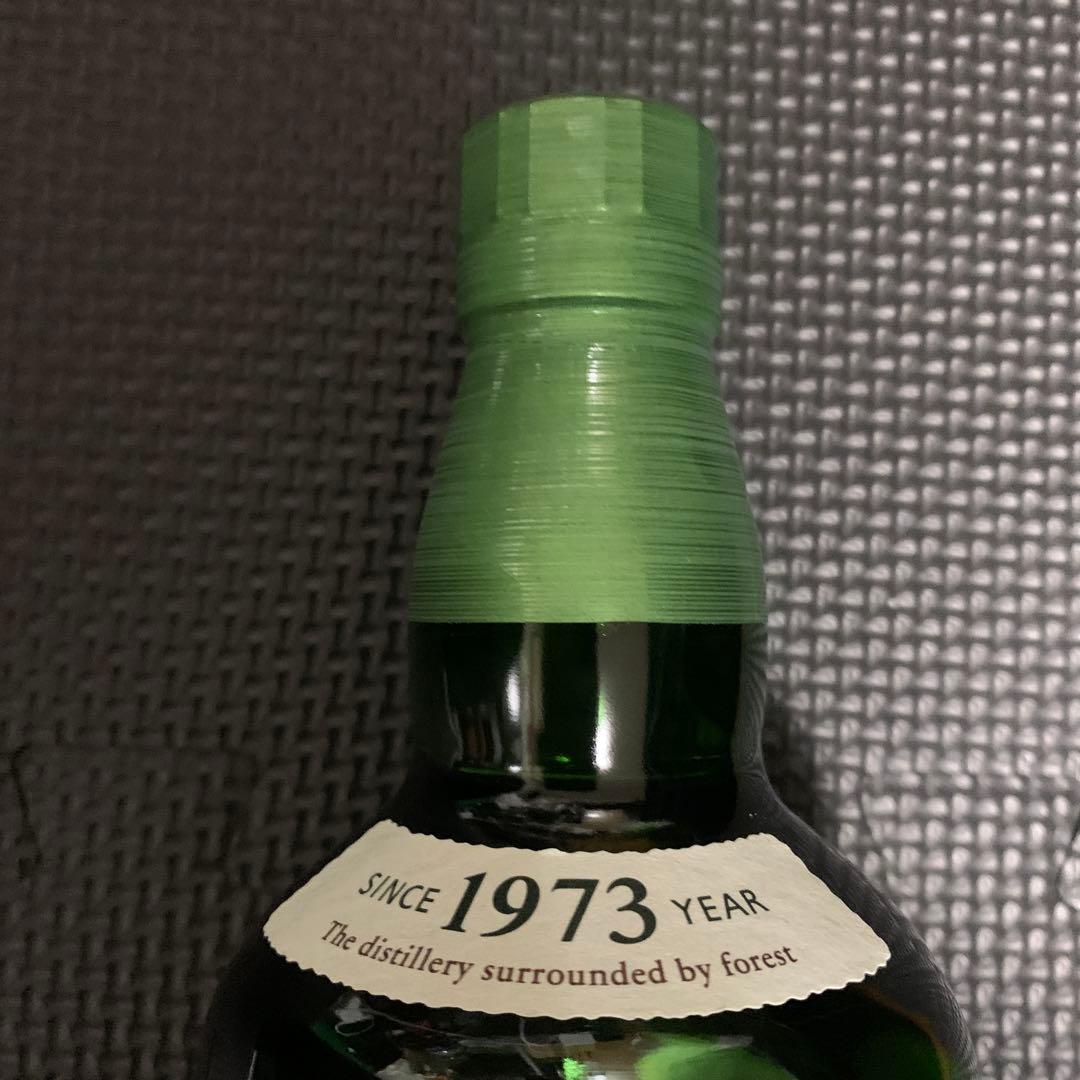 SINCE 1973 YEAR
The distillery surrounded by forest